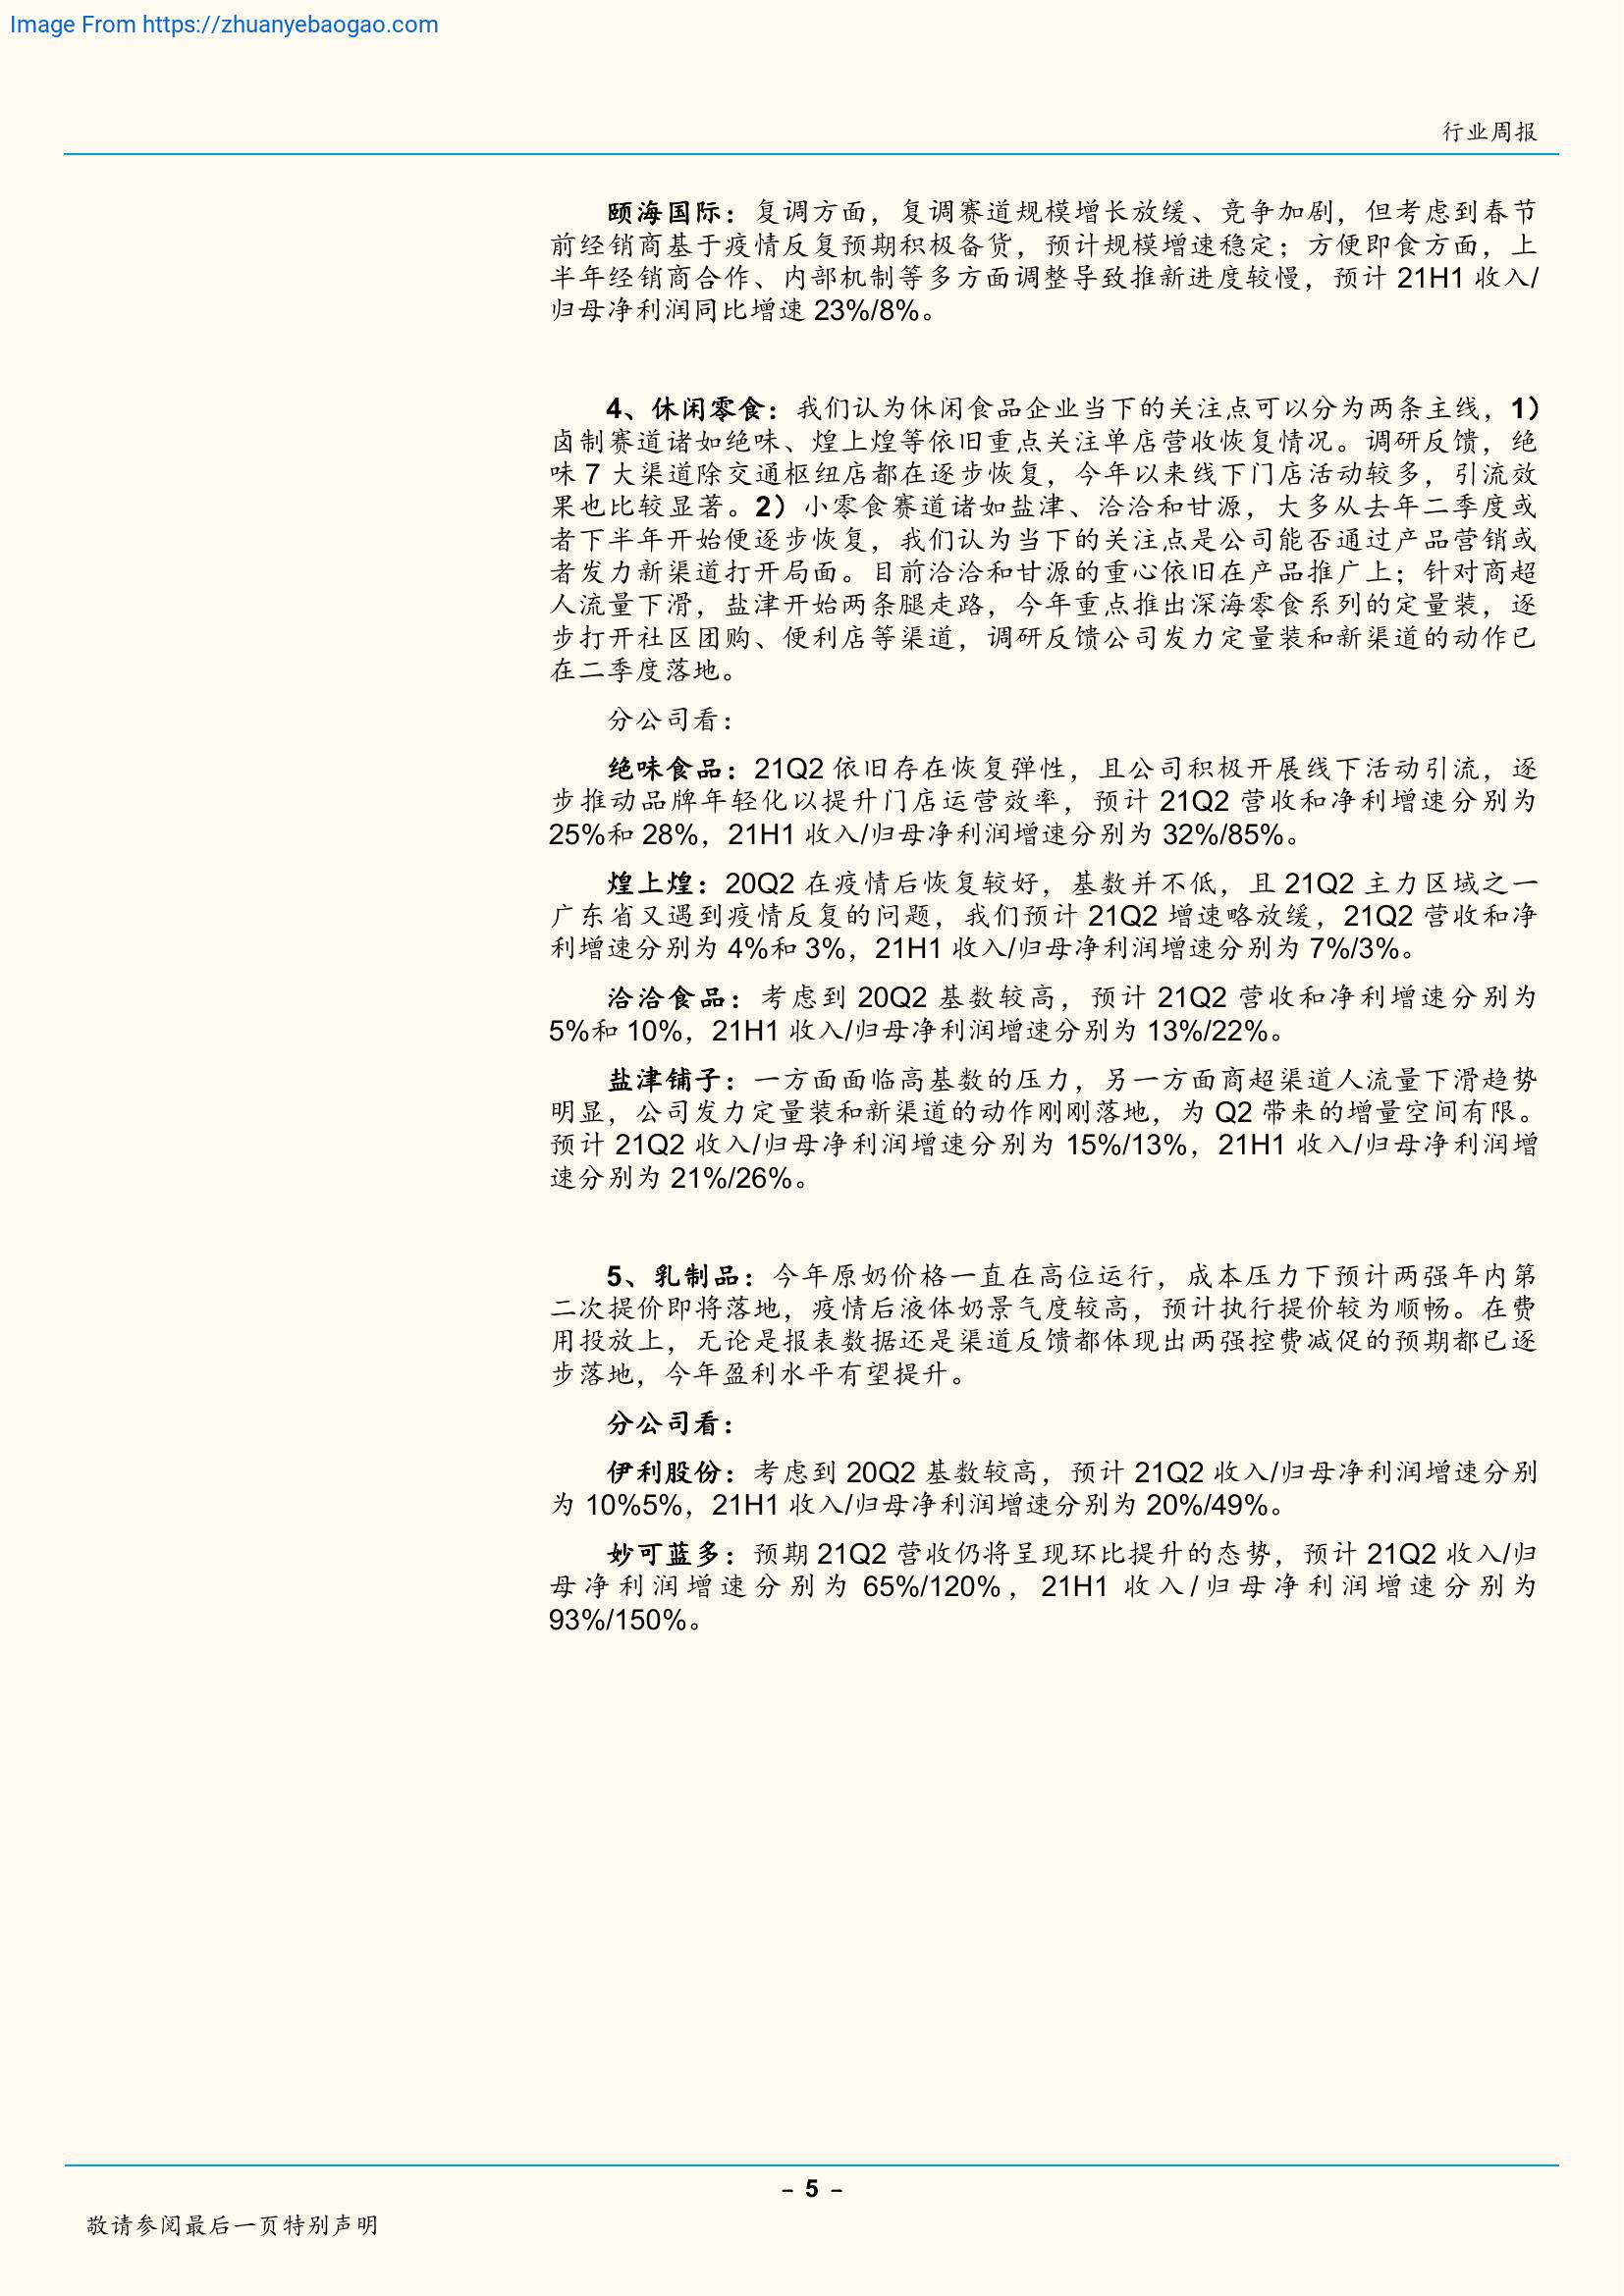 Image From https://zhuanyebaogao.com
行业周报
颐海国际：复调方面，复调赛道规模增长放缓、竞争加剧，但考虑到春节
前经销商基于疫情反复预期积极备货，预计规模增速稳定；方便即食方面，上
半年经销商合作、内部机制等多方面调整导致推新进度较慢，预计 21H1 收入/
归母净利润同比增速 23%/8%。
4、休闲零食：我们认为休闲食品企业当下的关注点可以分为两条主线，1）
卤制赛道诸如绝味、煌上煌等依旧重点关注单店营收恢复情况。调研反馈，绝
味 7 大渠道除交通枢纽店都在逐步恢复，今年以来线下门店活动较多，引流效
果也比较显著。2）小零食赛道诸如盐津、洽洽和甘源，大多从去年二季度或
者下半年开始便逐步恢复，我们认为当下的关注点是公司能否通过产品营销或
者发力新渠道打开局面。目前洽洽和甘源的重心依旧在产品推广上；针对商超
人流量下滑，盐津开始两条腿走路，今年重点推出深海零食系列的定量装，逐
步打开社区团购、便利店等渠道，调研反馈公司发力定量装和新渠道的动作已
在二季度落地。
分公司看：
绝味食品：21Q2 依旧存在恢复弹性，且公司积极开展线下活动引流，逐
步推动品牌年轻化以提升门店运营效率，预计 21Q2 营收和净利增速分别为
25%和 28%，21H1 收入/归母净利润增速分别为 32%/85%。
煌上煌：20Q2 在疫情后恢复较好，基数并不低，且 21Q2 主力区域之一
广东省又遇到疫情反复的问题，我们预计 21Q2 增速略放缓，21Q2 营收和净
利增速分别为 4%和 3%，21H1 收入/归母净利润增速分别为 7%/3%。
洽洽食品：考虑到 20Q2 基数较高，预计 21Q2 营收和净利增速分别为
5%和 10%，21H1 收入/归母净利润增速分别为 13%/22%。
盐津铺子：一方面面临高基数的压力，另一方面商超渠道人流量下滑趋势
明显，公司发力定量装和新渠道的动作刚刚落地，为 Q2 带来的增量空间有限。
预计 21Q2 收入/归母净利润增速分别为 15%/13%，21H1 收入/归母净利润增
速分别为 21%/26%。
5、乳制品：今年原奶价格一直在高位运行，成本压力下预计两强年内第
二次提价即将落地，疫情后液体奶景气度较高，预计执行提价较为顺畅。在费
用投放上，无论是报表数据还是渠道反馈都体现出两强控费减促的预期都已逐
步落地，今年盈利水平有望提升。
分公司看：
伊利股份：考虑到 20Q2 基数较高，预计 21Q2 收入/归母净利润增速分别
为 10%5%，21H1 收入/归母净利润增速分别为 20%/49%。
妙可蓝多：预期 21Q2 营收仍将呈现环比提升的态势，预计 21Q2 收入/归
母净利润增速分别为 65%/120%，21H1 收入/归母净利润增速分别为
93%/150%。
- 5 -
敬请参阅最后一页特别声明